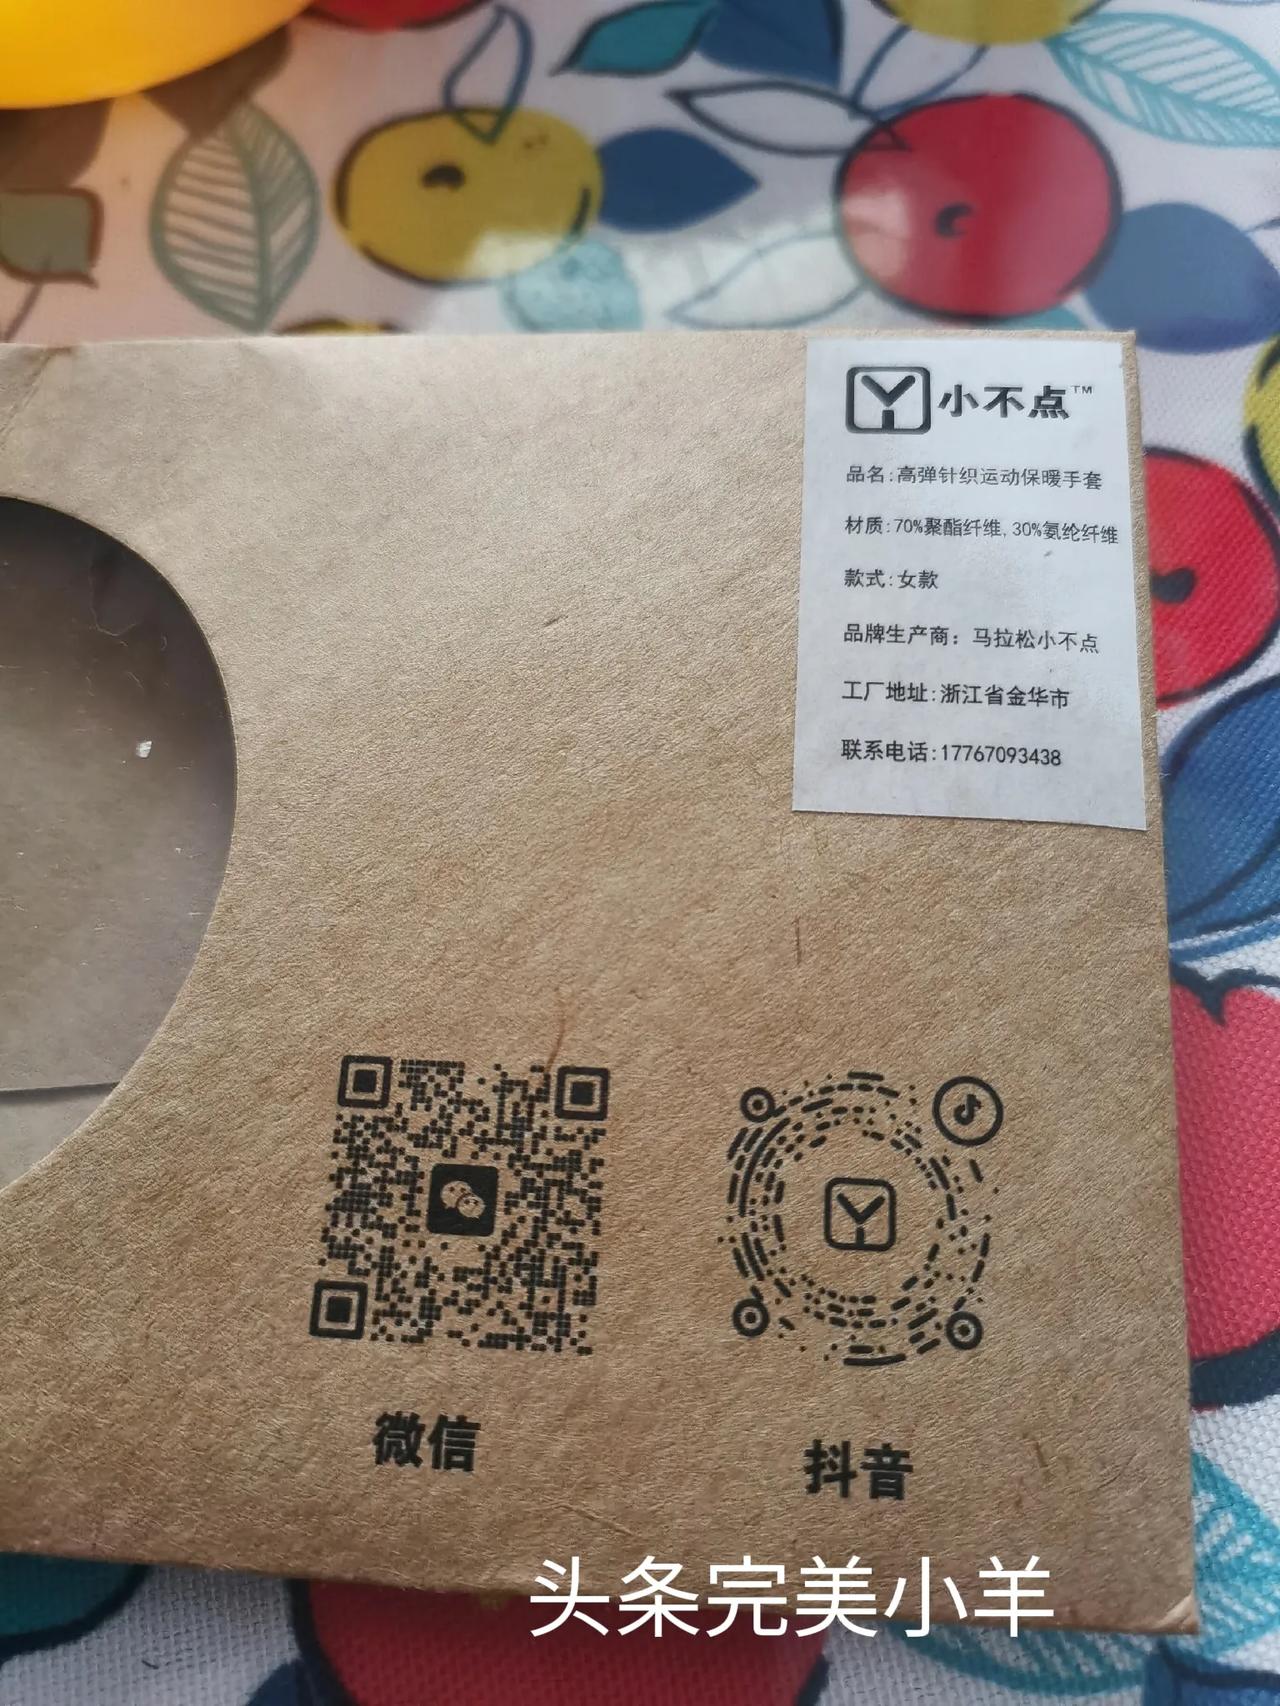 小不点™
品名:高弹针织运动保暖手套
材质:70%聚酯纤维,30%氨纶纤维
款式:女款
品牌生产商：马拉松小不点
工厂地址:浙江省金华市
联系电话:17767093438
微信
抖音
头条完美小羊